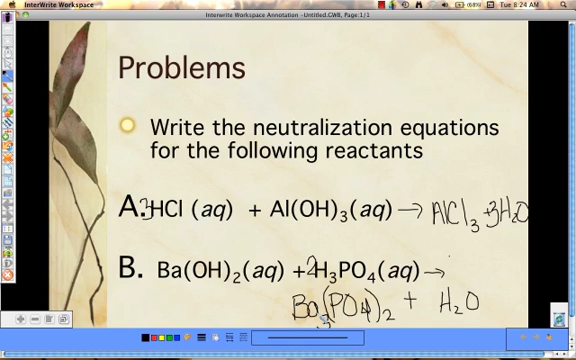 InterWrite Workspace
(68%)
Tue 8:24 AM
Interwrite Workspace Annotation -Untitled.GWB, Page:1/1
Problems
Write the neutralization equations
for the following reactants
A. 3HCl (aq) + Al(OH)₃(aq) → AlCl₃ + 3H₂O
B. Ba(OH)₂(aq) + 2H₃PO₄(aq) →
Ba₃(PO₄)₂ + H₂O